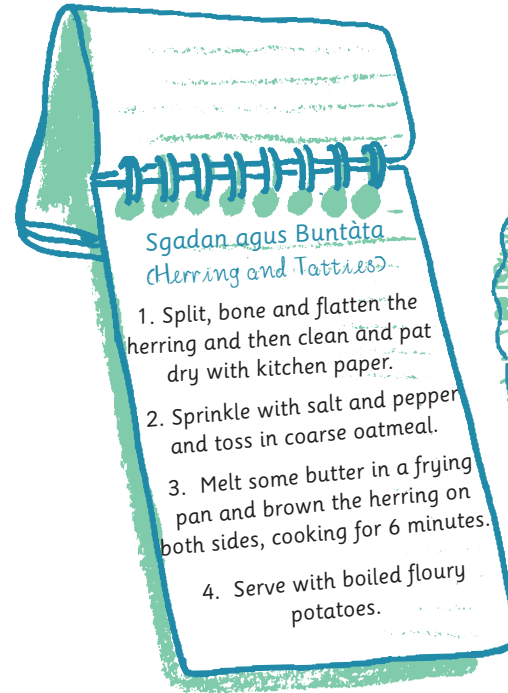 Sgadan agus Buntàta
(Herring and Tatties)
1. Split, bone and flatten the
herring and then clean and pat
dry with kitchen paper.
2. Sprinkle with salt and pepper
and toss in coarse oatmeal.
3. Melt some butter in a frying
pan and brown the herring on
both sides, cooking for 6 minutes.
4. Serve with boiled floury
potatoes.